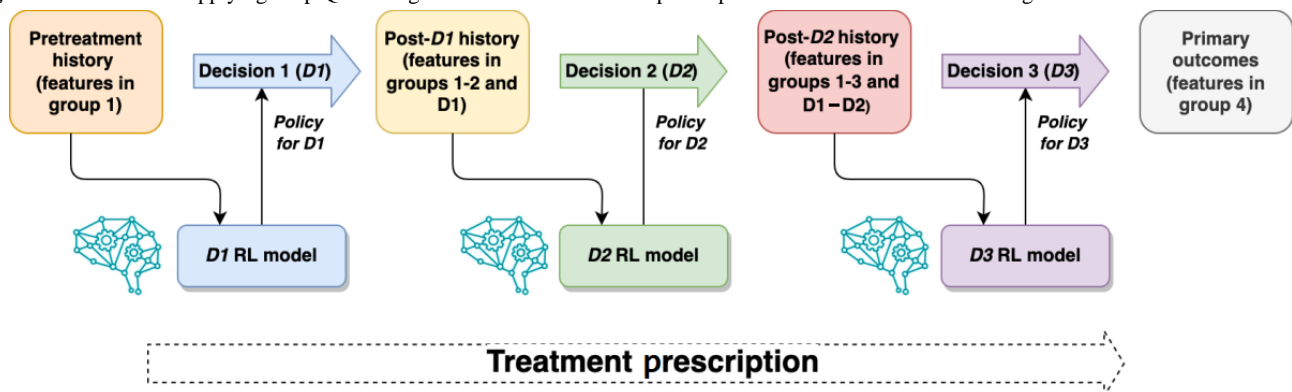 Pretreatment
history
(features in
group 1)
Decision 1 (D1)
Policy
for D1
D1 RL model
Post-D1 history
(features in
groups 1-2 and
D1)
Decision 2 (D2)
Policy
for D2
D2 RL model
Post-D2 history
(features in
groups 1-3 and
D1–D2)
Decision 3 (D3)
Policy
for D3
D3 RL model
Primary
outcomes
(features in
group 4)
Treatment prescription